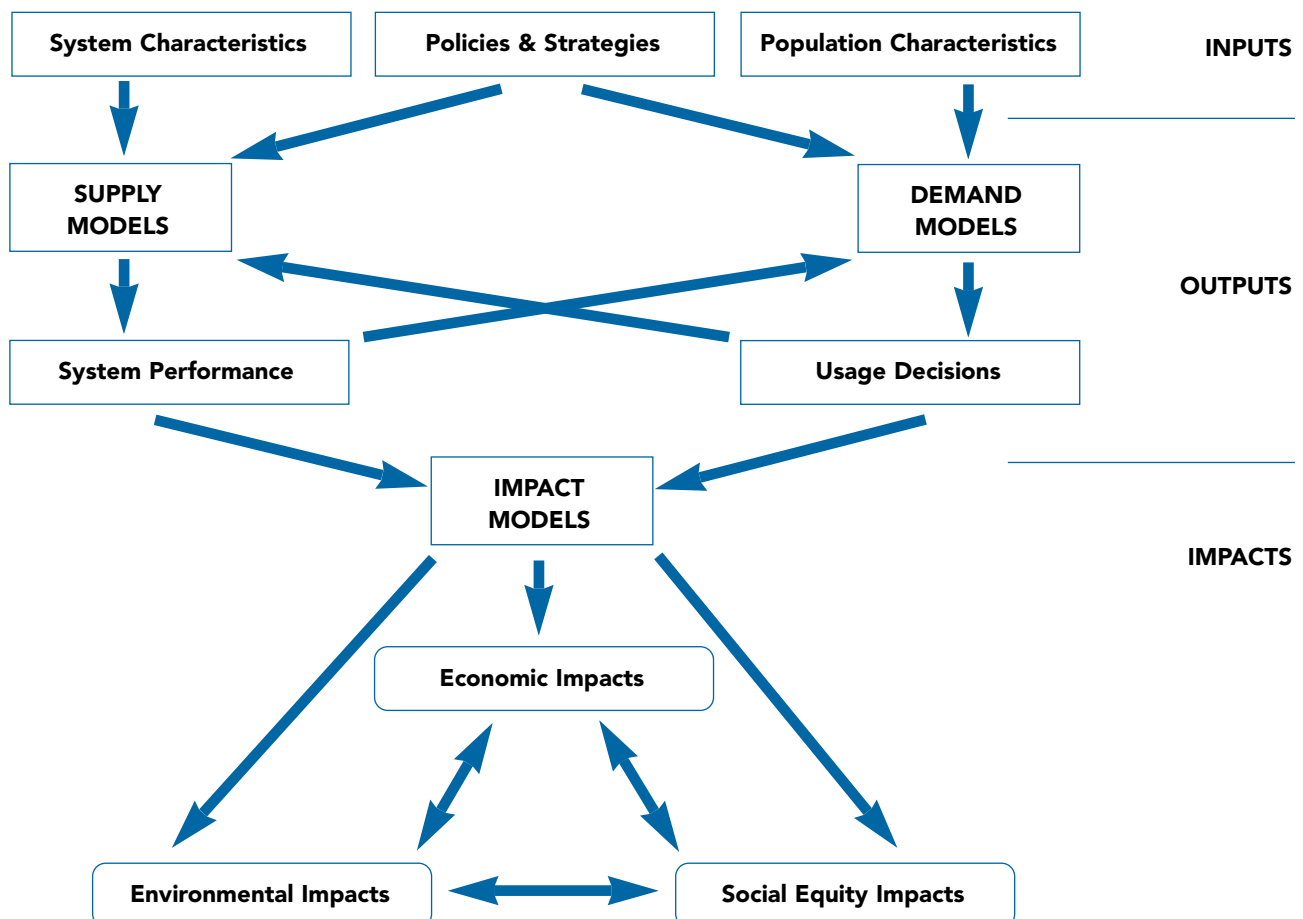 System Characteristics
Policies & Strategies
Population Characteristics
INPUTS
SUPPLY
MODELS
DEMAND
MODELS
OUTPUTS
System Performance
Usage Decisions
IMPACT
MODELS
IMPACTS
Economic Impacts
Environmental Impacts
Social Equity Impacts